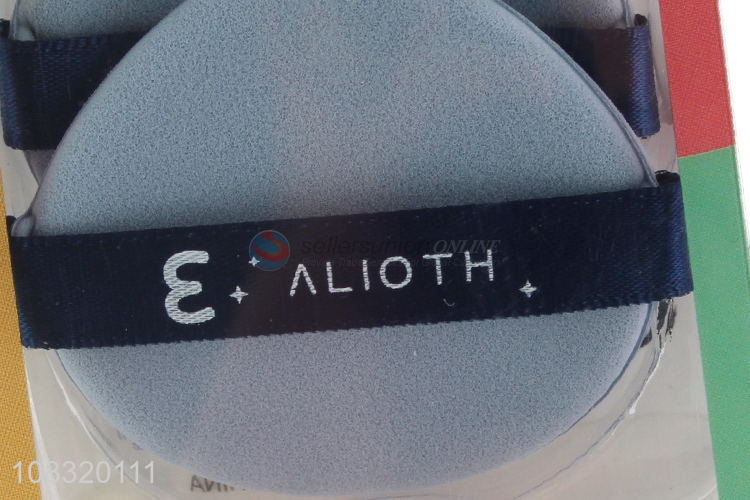 ε ALIOTH
sellersunion ONLINE
103320111